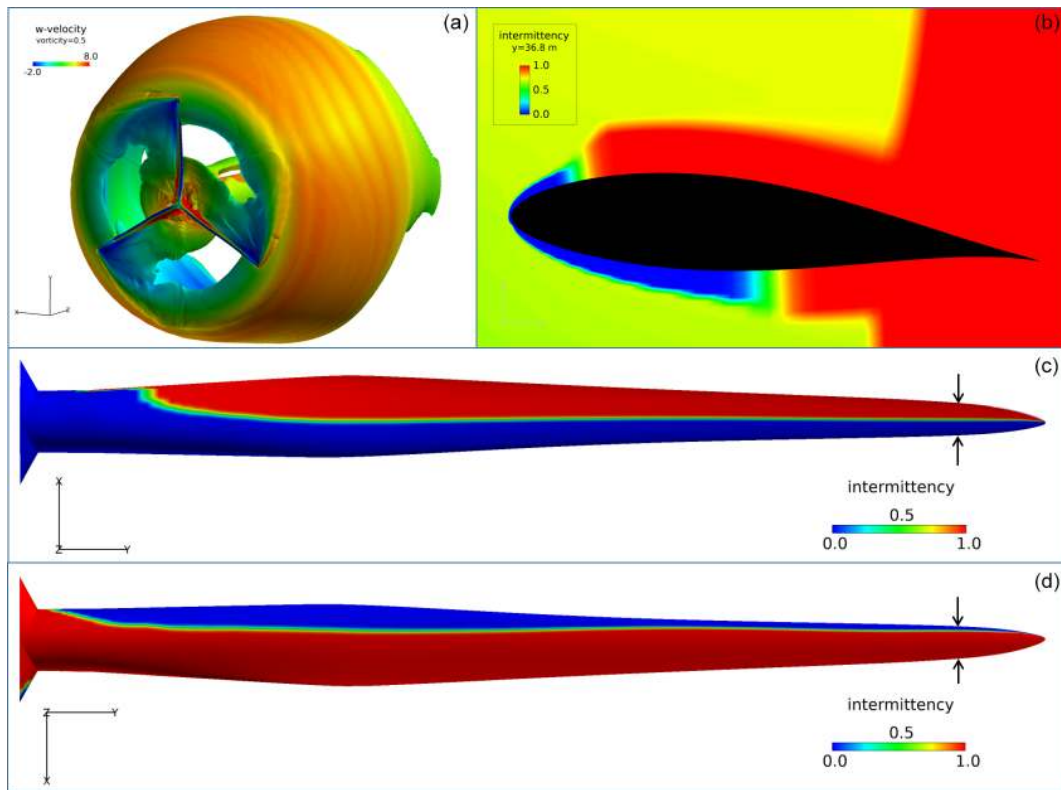 (a)
w-velocity
vorticity=0.5
-2.0 8.0
Y
X Z
(b)
intermittency
y=36.8 m
1.0
0.5
0.0
(c)
X
Z Y
intermittency
0.5
0.0 1.0
(d)
Z Y
X
intermittency
0.5
0.0 1.0